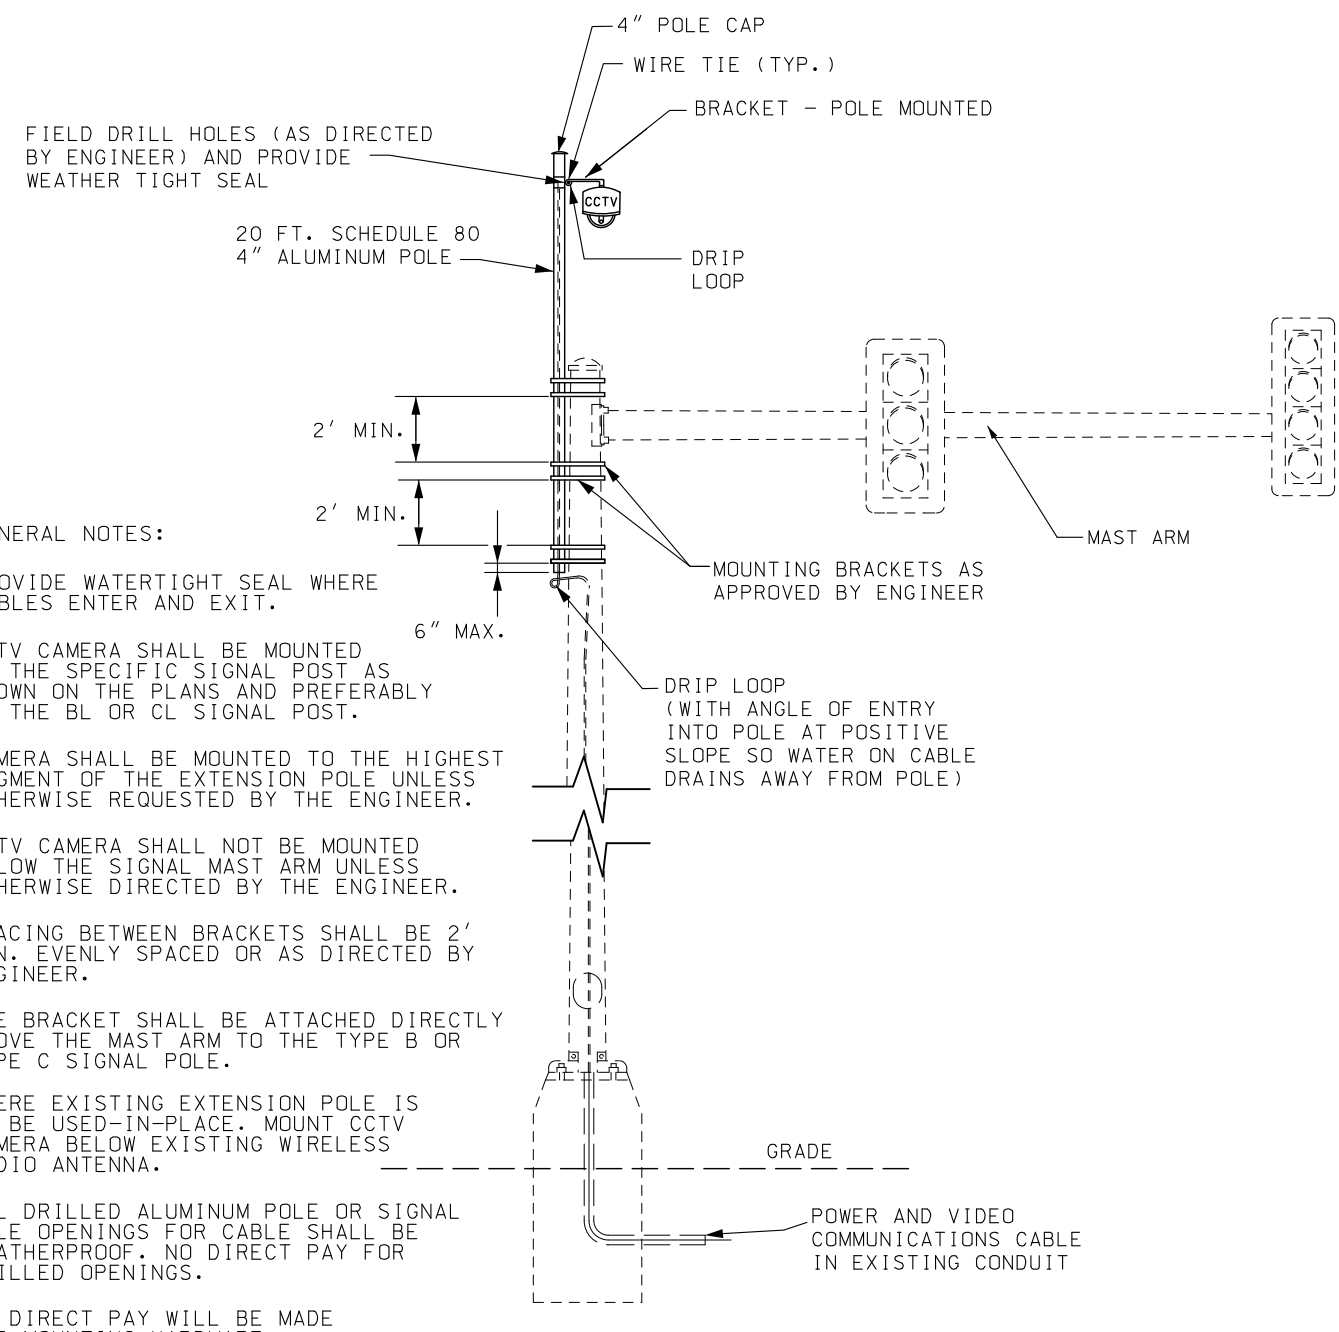 4" POLE CAP
WIRE TIE (TYP.)
BRACKET - POLE MOUNTED
FIELD DRILL HOLES (AS DIRECTED
BY ENGINEER) AND PROVIDE
WEATHER TIGHT SEAL
CCTV
20 FT. SCHEDULE 80
4" ALUMINUM POLE
DRIP
LOOP
2' MIN.
2' MIN.
MAST ARM
MOUNTING BRACKETS AS
APPROVED BY ENGINEER
6" MAX.
DRIP LOOP
(WITH ANGLE OF ENTRY
INTO POLE AT POSITIVE
SLOPE SO WATER ON CABLE
DRAINS AWAY FROM POLE)
NERAL NOTES:
OVIDE WATERTIGHT SEAL WHERE
BLES ENTER AND EXIT.
TV CAMERA SHALL BE MOUNTED
THE SPECIFIC SIGNAL POST AS
OWN ON THE PLANS AND PREFERABLY
THE BL OR CL SIGNAL POST.
MERA SHALL BE MOUNTED TO THE HIGHEST
GMENT OF THE EXTENSION POLE UNLESS
HERWISE REQUESTED BY THE ENGINEER.
TV CAMERA SHALL NOT BE MOUNTED
LOW THE SIGNAL MAST ARM UNLESS
HERWISE DIRECTED BY THE ENGINEER.
ACING BETWEEN BRACKETS SHALL BE 2'
N. EVENLY SPACED OR AS DIRECTED BY
GINEER.
E BRACKET SHALL BE ATTACHED DIRECTLY
OVE THE MAST ARM TO THE TYPE B OR
PE C SIGNAL POLE.
ERE EXISTING EXTENSION POLE IS
BE USED-IN-PLACE. MOUNT CCTV
MERA BELOW EXISTING WIRELESS
DIO ANTENNA.
L DRILLED ALUMINUM POLE OR SIGNAL
LE OPENINGS FOR CABLE SHALL BE
ATHERPROOF. NO DIRECT PAY FOR
ILLED OPENINGS.
DIRECT PAY WILL BE MADE
GRADE
POWER AND VIDEO
COMMUNICATIONS CABLE
IN EXISTING CONDUIT